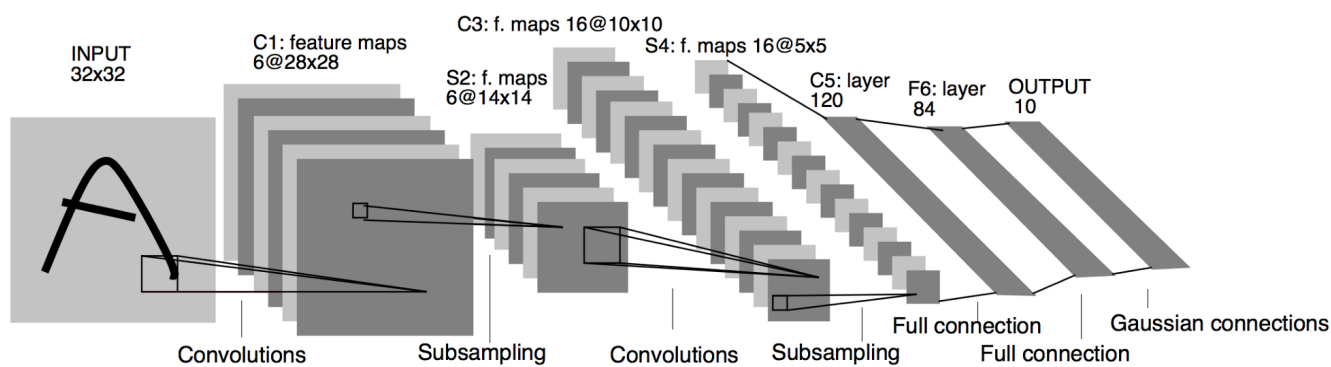 INPUT
32x32
C1: feature maps
6@28x28
S2: f. maps
6@14x14
C3: f. maps 16@10x10
S4: f. maps 16@5x5
C5: layer
120
F6: layer
84
OUTPUT
10
Convolutions
Subsampling
Convolutions
Subsampling
Full connection
Full connection
Gaussian connections